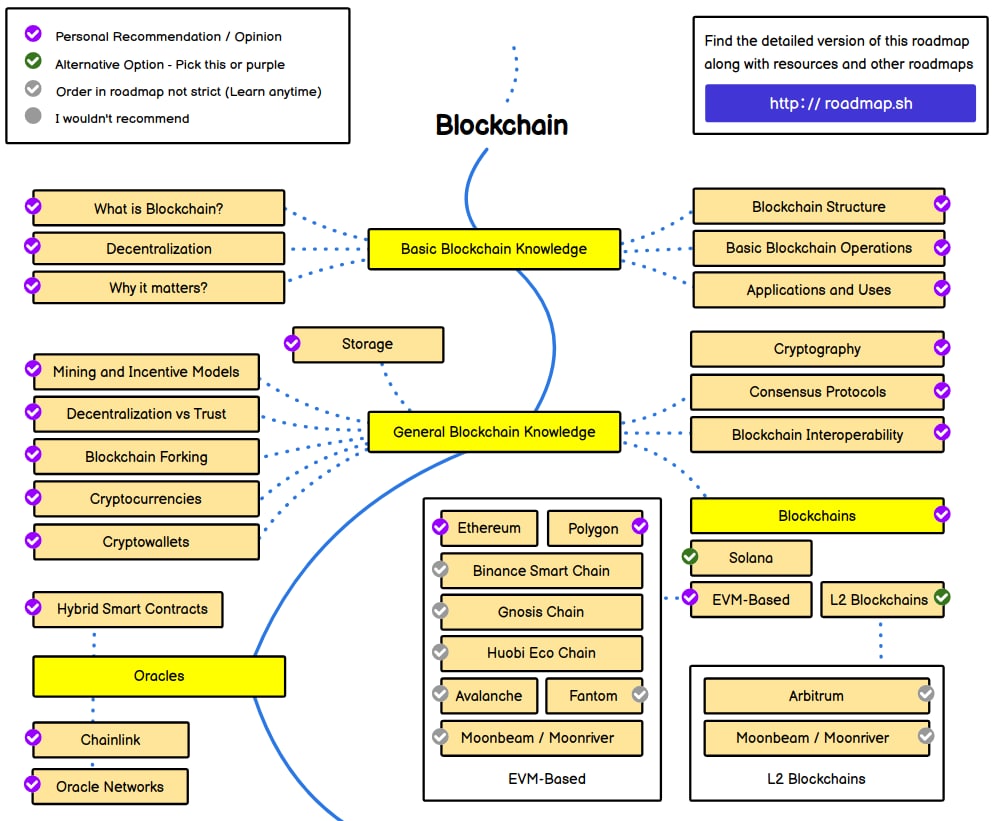 Personal Recommendation / Opinion
Alternative Option - Pick this or purple
Order in roadmap not strict (Learn anytime)
I wouldn't recommend
Find the detailed version of this roadmap
along with resources and other roadmaps
http://roadmap.sh
Blockchain
What is Blockchain?
Decentralization
Why it matters?
Basic Blockchain Knowledge
Blockchain Structure
Basic Blockchain Operations
Applications and Uses
Storage
Mining and Incentive Models
Decentralization vs Trust
Blockchain Forking
Cryptocurrencies
Cryptowallets
General Blockchain Knowledge
Cryptography
Consensus Protocols
Blockchain Interoperability
Blockchains
Solana
EVM-Based
L2 Blockchains
Ethereum
Polygon
Binance Smart Chain
Gnosis Chain
Huobi Eco Chain
Avalanche
Fantom
Moonbeam / Moonriver
EVM-Based
Arbitrum
Moonbeam / Moonriver
L2 Blockchains
Hybrid Smart Contracts
Oracles
Chainlink
Oracle Networks